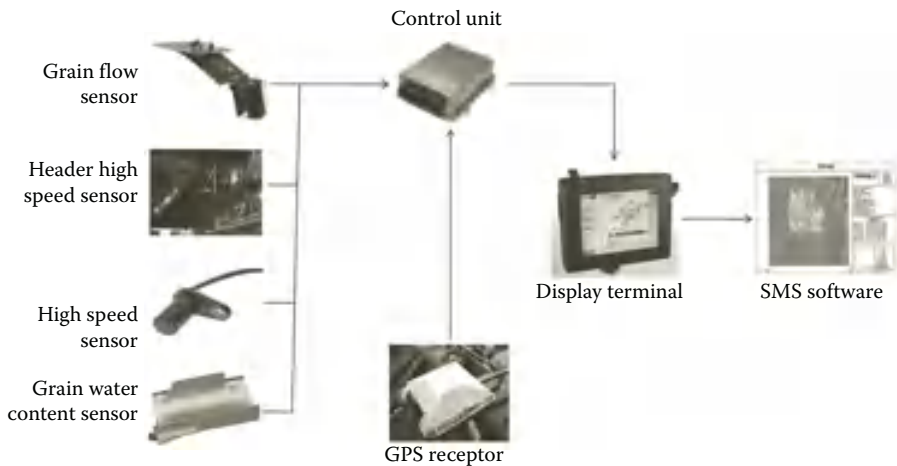 Control unit
Grain flow
sensor
Header high
speed sensor
High speed
sensor
Grain water
content sensor
GPS receptor
Display terminal
SMS software